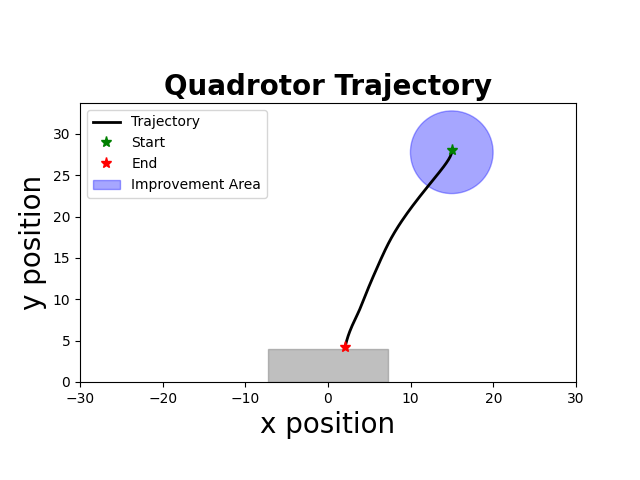 Quadrotor Trajectory
Trajectory
Start
End
Improvement Area
y position
30
25
20
15
10
5
0
−30
−20
−10
0
10
20
30
x position